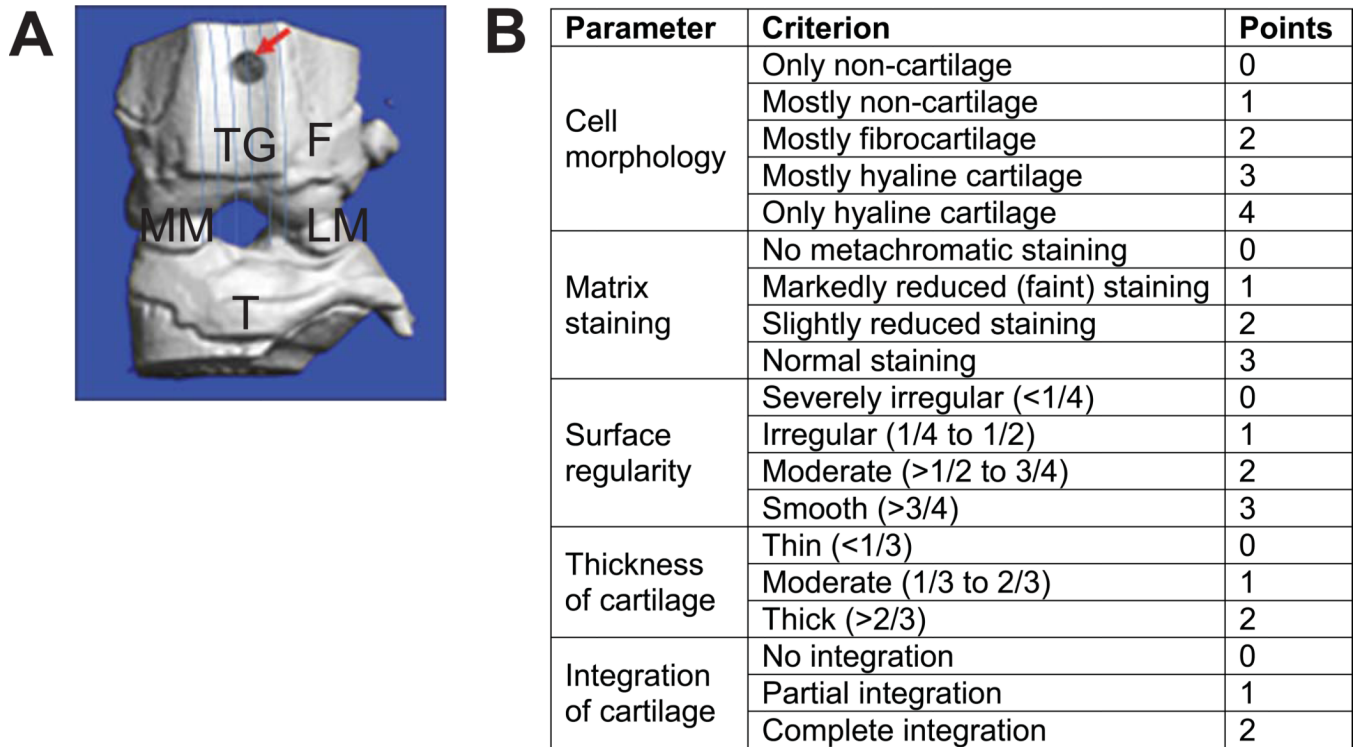 A
TG F
MM LM
T
B
Parameter Criterion Points
Cell morphology
Only non-cartilage 0
Mostly non-cartilage 1
Mostly fibrocartilage 2
Mostly hyaline cartilage 3
Only hyaline cartilage 4
Matrix staining
No metachromatic staining 0
Markedly reduced (faint) staining 1
Slightly reduced staining 2
Normal staining 3
Surface regularity
Severely irregular (<1/4) 0
Irregular (1/4 to 1/2) 1
Moderate (>1/2 to 3/4) 2
Smooth (>3/4) 3
Thickness of cartilage
Thin (<1/3) 0
Moderate (1/3 to 2/3) 1
Thick (>2/3) 2
Integration of cartilage
No integration 0
Partial integration 1
Complete integration 2